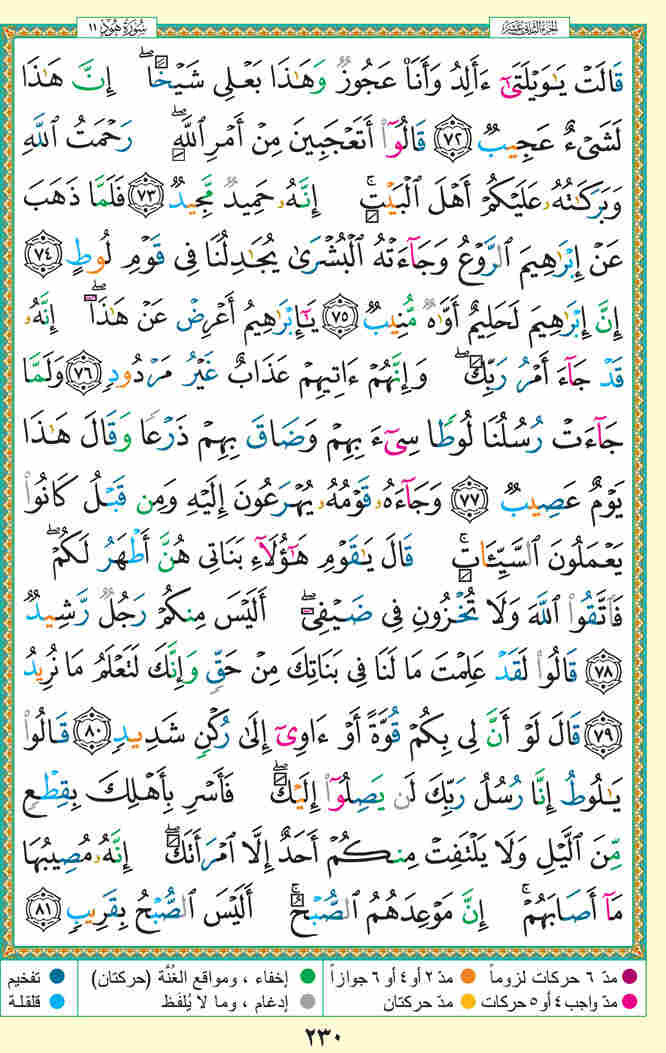 سُورَةُ هُودٍ ١١
الجزء الثاني عشر
قَالَتْ يَـٰوَيْلَتَىٰٓ ءَأَلِدُ وَأَنَا۠ عَجُوزٌ وَهَـٰذَا بَعْلِى شَيْخًا ۖ إِنَّ هَـٰذَا
لَشَىْءٌ عَجِيبٌ ﴿٧٢﴾ قَالُوٓا۟ أَتَعْجَبِينَ مِنْ أَمْرِ ٱللَّهِ ۖ رَحْمَتُ ٱللَّهِ
وَبَرَكَـٰتُهُۥ عَلَيْكُمْ أَهْلَ ٱلْبَيْتِ ۚ إِنَّهُۥ حَمِيدٌ مَّجِيدٌ ﴿٧٣﴾ فَلَمَّا ذَهَبَ
عَنْ إِبْرَٰهِيمَ ٱلرَّوْعُ وَجَآءَتْهُ ٱلْبُشْرَىٰ يُجَـٰدِلُنَا فِى قَوْمِ لُوطٍ ﴿٧٤﴾
إِنَّ إِبْرَٰهِيمَ لَحَلِيمٌ أَوَّٰهٌ مُّنِيبٌ ﴿٧٥﴾ يَـٰٓإِبْرَٰهِيمُ أَعْرِضْ عَنْ هَـٰذَآ ۖ إِنَّهُۥ
قَدْ جَآءَ أَمْرُ رَبِّكَ ۖ وَإِنَّهُمْ ءَاتِيهِمْ عَذَابٌ غَيْرُ مَرْدُودٍ ﴿٧٦﴾ وَلَمَّا
جَآءَتْ رُسُلُنَا لُوطًا سِىٓءَ بِهِمْ وَضَاقَ بِهِمْ ذَرْعًا وَقَالَ هَـٰذَا
يَوْمٌ عَصِيبٌ ﴿٧٧﴾ وَجَآءَهُۥ قَوْمُهُۥ يُهْرَعُونَ إِلَيْهِ وَمِن قَبْلُ كَانُوا۟
يَعْمَلُونَ ٱلسَّيِّـَٔاتِ ۚ قَالَ يَـٰقَوْمِ هَـٰٓؤُلَآءِ بَنَاتِى هُنَّ أَطْهَرُ لَكُمْ ۖ
فَٱتَّقُوا۟ ٱللَّهَ وَلَا تُخْزُونِ فِى ضَيْفِىٓ ۖ أَلَيْسَ مِنكُمْ رَجُلٌ رَّشِيدٌ
﴿٧٨﴾ قَالُوا۟ لَقَدْ عَلِمْتَ مَا لَنَا فِى بَنَاتِكَ مِنْ حَقٍّ وَإِنَّكَ لَتَعْلَمُ مَا نُرِيدُ
﴿٧٩﴾ قَالَ لَوْ أَنَّ لِى بِكُمْ قُوَّةً أَوْ ءَاوِىٓ إِلَىٰ رُكْنٍ شَدِيدٍ ﴿٨٠﴾ قَالُوا۟
يَـٰلُوطُ إِنَّا رُسُلُ رَبِّكَ لَن يَصِلُوٓا۟ إِلَيْكَ ۖ فَأَسْرِ بِأَهْلِكَ بِقِطْعٍ
مِّنَ ٱلَّيْلِ وَلَا يَلْتَفِتْ مِنكُمْ أَحَدٌ إِلَّا ٱمْرَأَتَكَ ۖ إِنَّهُۥ مُصِيبُهَا
مَآ أَصَابَهُمْ ۚ إِنَّ مَوْعِدَهُمُ ٱلصُّبْحُ ۚ أَلَيْسَ ٱلصُّبْحُ بِقَرِيبٍ ﴿٨١﴾
مدّ ٦ حركات لزوماً
مدّ ٢ أو ٤ أو ٦ جوازاً
إخفاء ، ومواقع الغُنَّة (حركتان)
تفخيم
مدّ واجب ٤ أو ٥ حركات
مدّ حركتان
إدغام ، وما لا يُلفَظ
قلقلة
٢٣٠